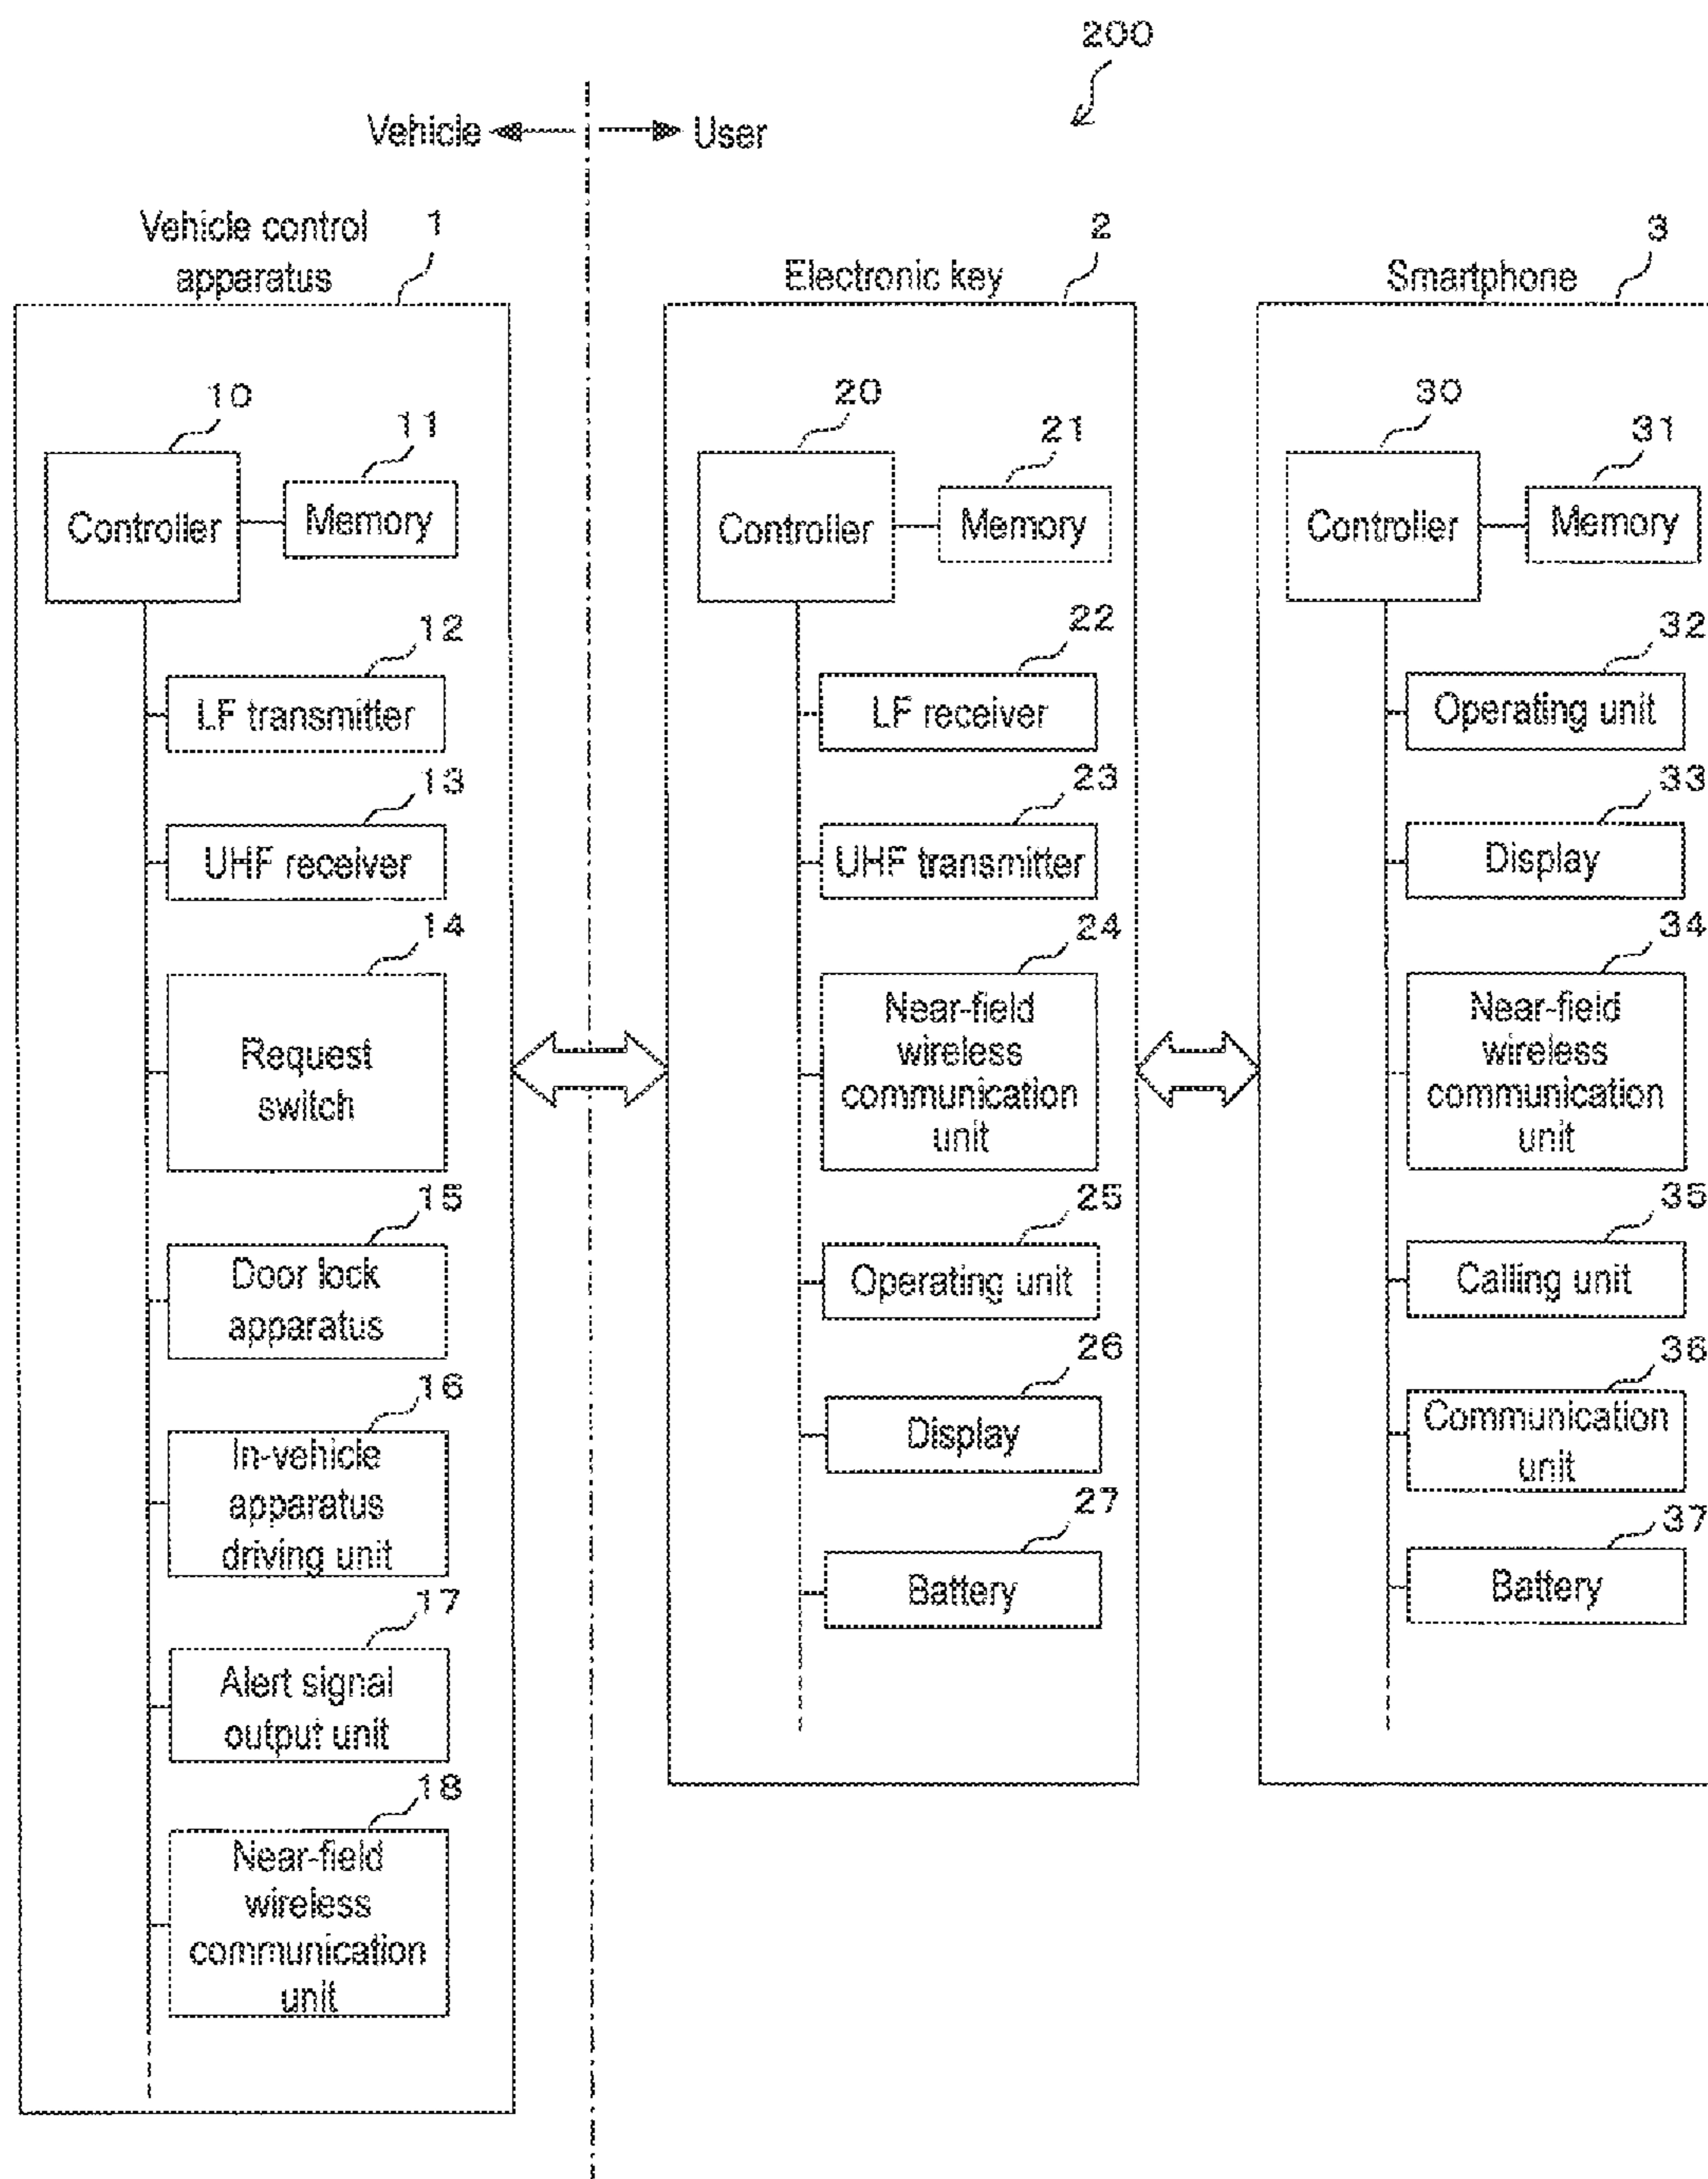 200
Vehicle
User
Vehicle control
apparatus
1
10
Controller
11
Memory
12
LF transmitter
13
UHF receiver
14
Request
switch
15
Door lock
apparatus
16
In-vehicle
apparatus
driving unit
17
Alert signal
output unit
18
Near-field
wireless
communication
unit
Electronic key
2
20
Controller
21
Memory
22
LF receiver
23
UHF transmitter
24
Near-field
wireless
communication
unit
25
Operating unit
26
Display
27
Battery
Smartphone
3
30
Controller
31
Memory
32
Operating unit
33
Display
34
Near-field
wireless
communication
unit
35
Calling unit
36
Communication
unit
37
Battery